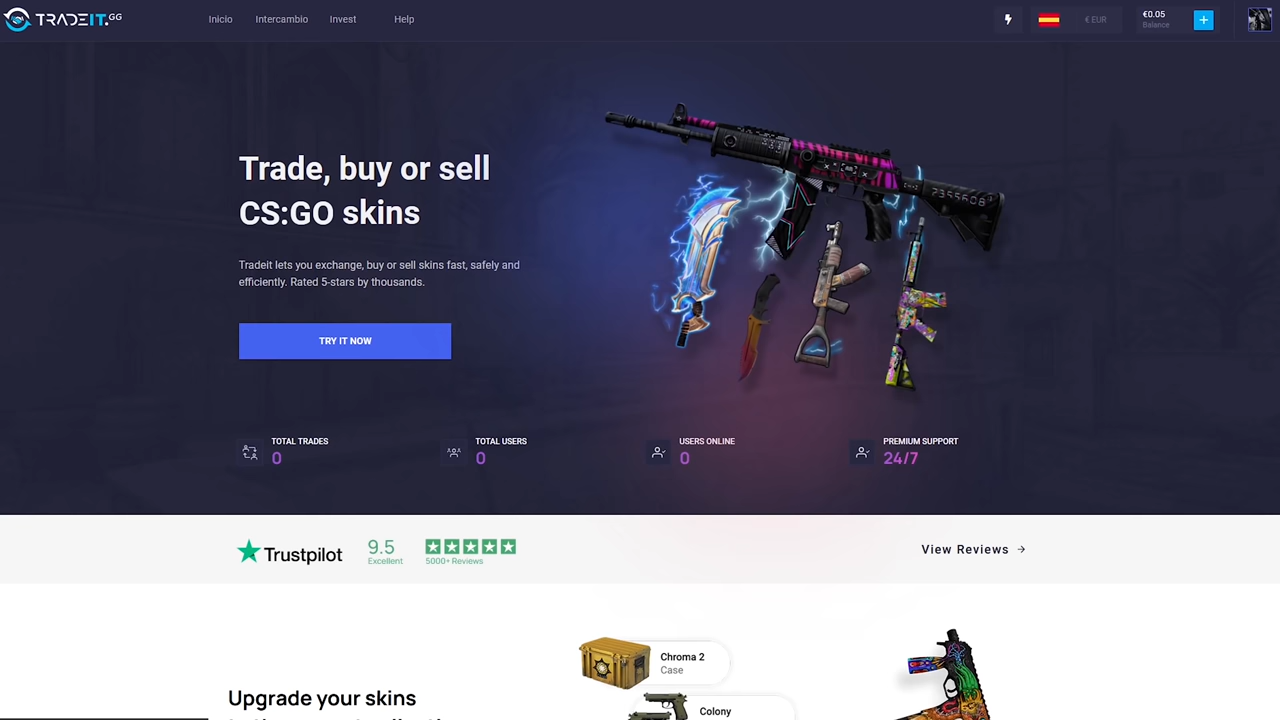 TRADEIT.GG
Inicio
Intercambio
Invest
Help
€ EUR
€0.05
Balance
Trade, buy or sell
CS:GO skins
Tradeit lets you exchange, buy or sell skins fast, safely and
efficiently. Rated 5-stars by thousands.
TRY IT NOW
7355608
TOTAL TRADES
0
TOTAL USERS
0
USERS ONLINE
0
PREMIUM SUPPORT
24/7
Trustpilot
9.5
Excellent
5000+ Reviews
View Reviews
Chroma 2
Case
Upgrade your skins
Colony